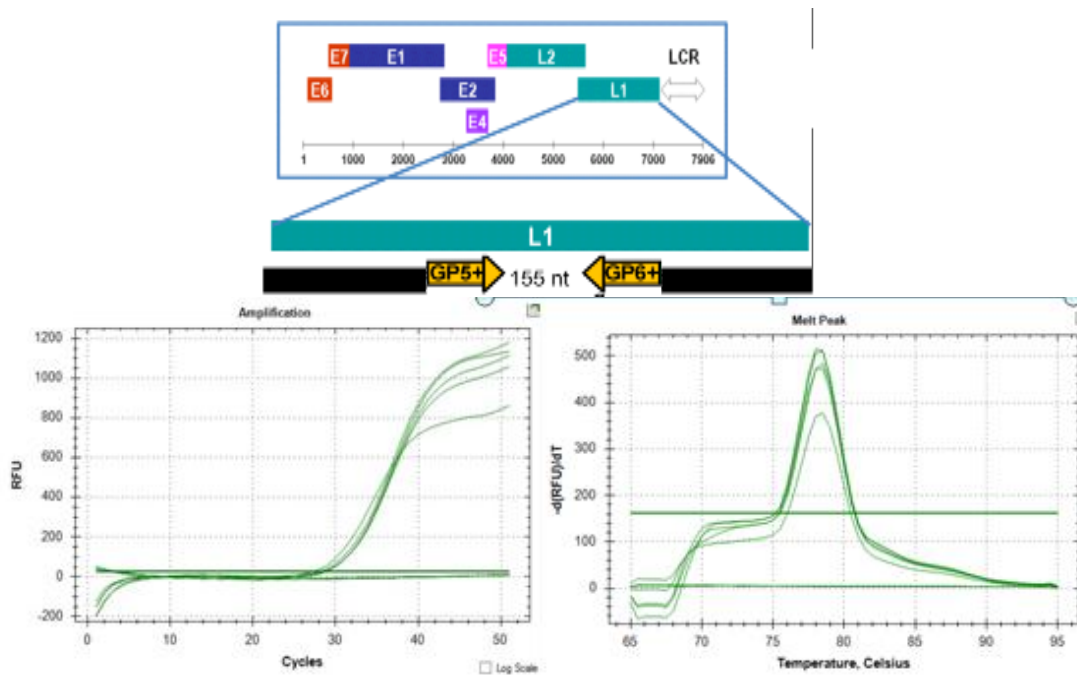 E7 E1 E5 L2 LCR
E6 E2 L1
E4
1 1000 2000 3000 4000 5000 6000 7000 7906
L1
GP5+ 155 nt GP6+
Amplification
1200
1000
800
600
400
200
0
-200
RFU
0 10 20 30 40 50
Cycles
Log Scale
Melt Peak
500
400
300
200
100
0
-d(RFU)/dT
65 70 75 80 85 90 95
Temperature, Celsius